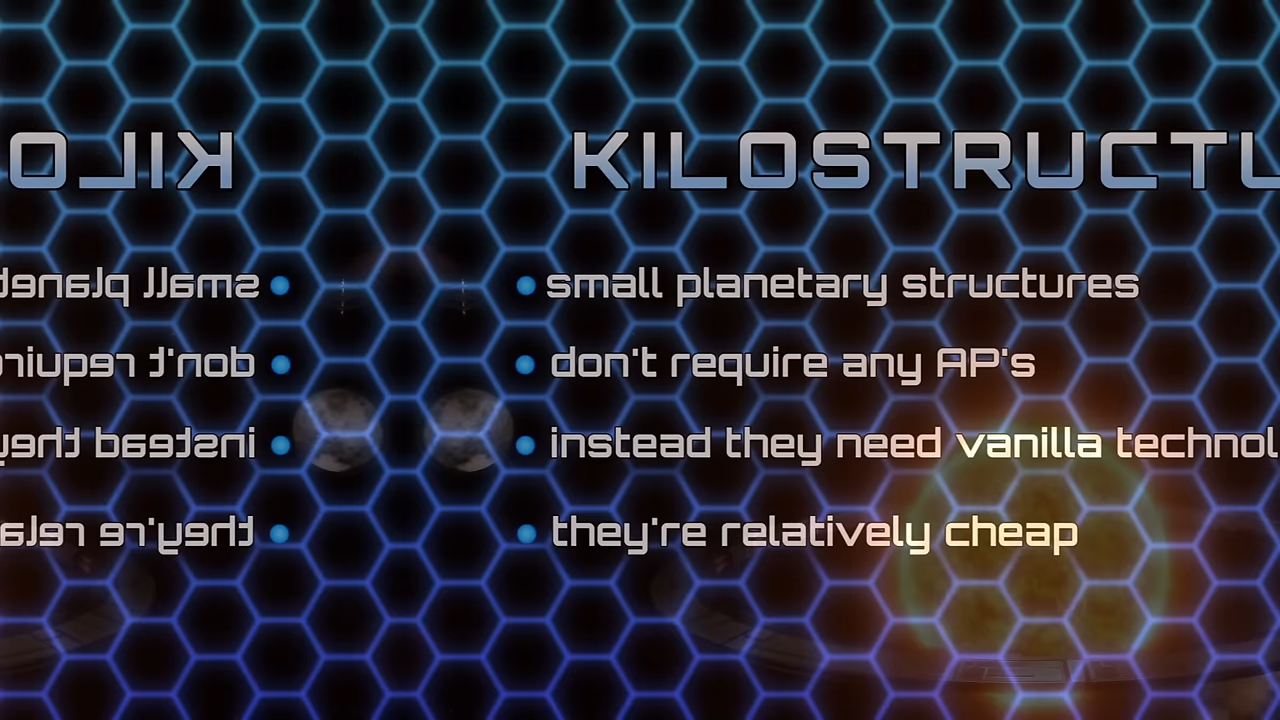 KILOSTRUCTU
small planetary structures
don't require any AP's
instead they need vanilla technol
they're relatively cheap